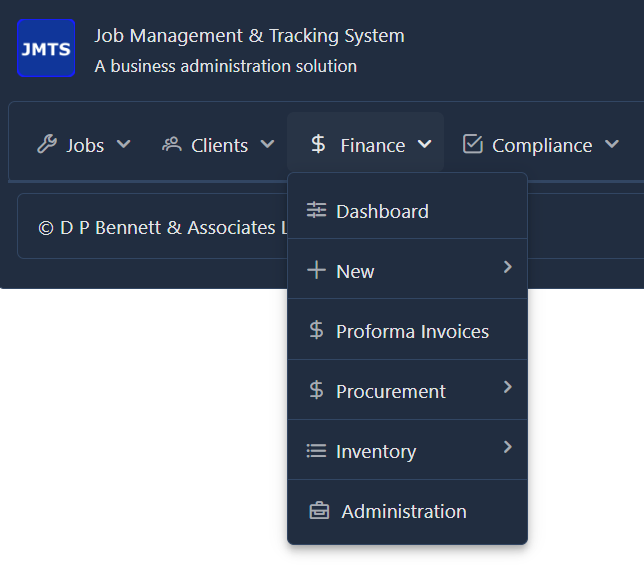 JMTS
Job Management & Tracking System
A business administration solution
Jobs Clients Finance Compliance
© D P Bennett & Associates
Dashboard
New
Proforma Invoices
Procurement
Inventory
Administration